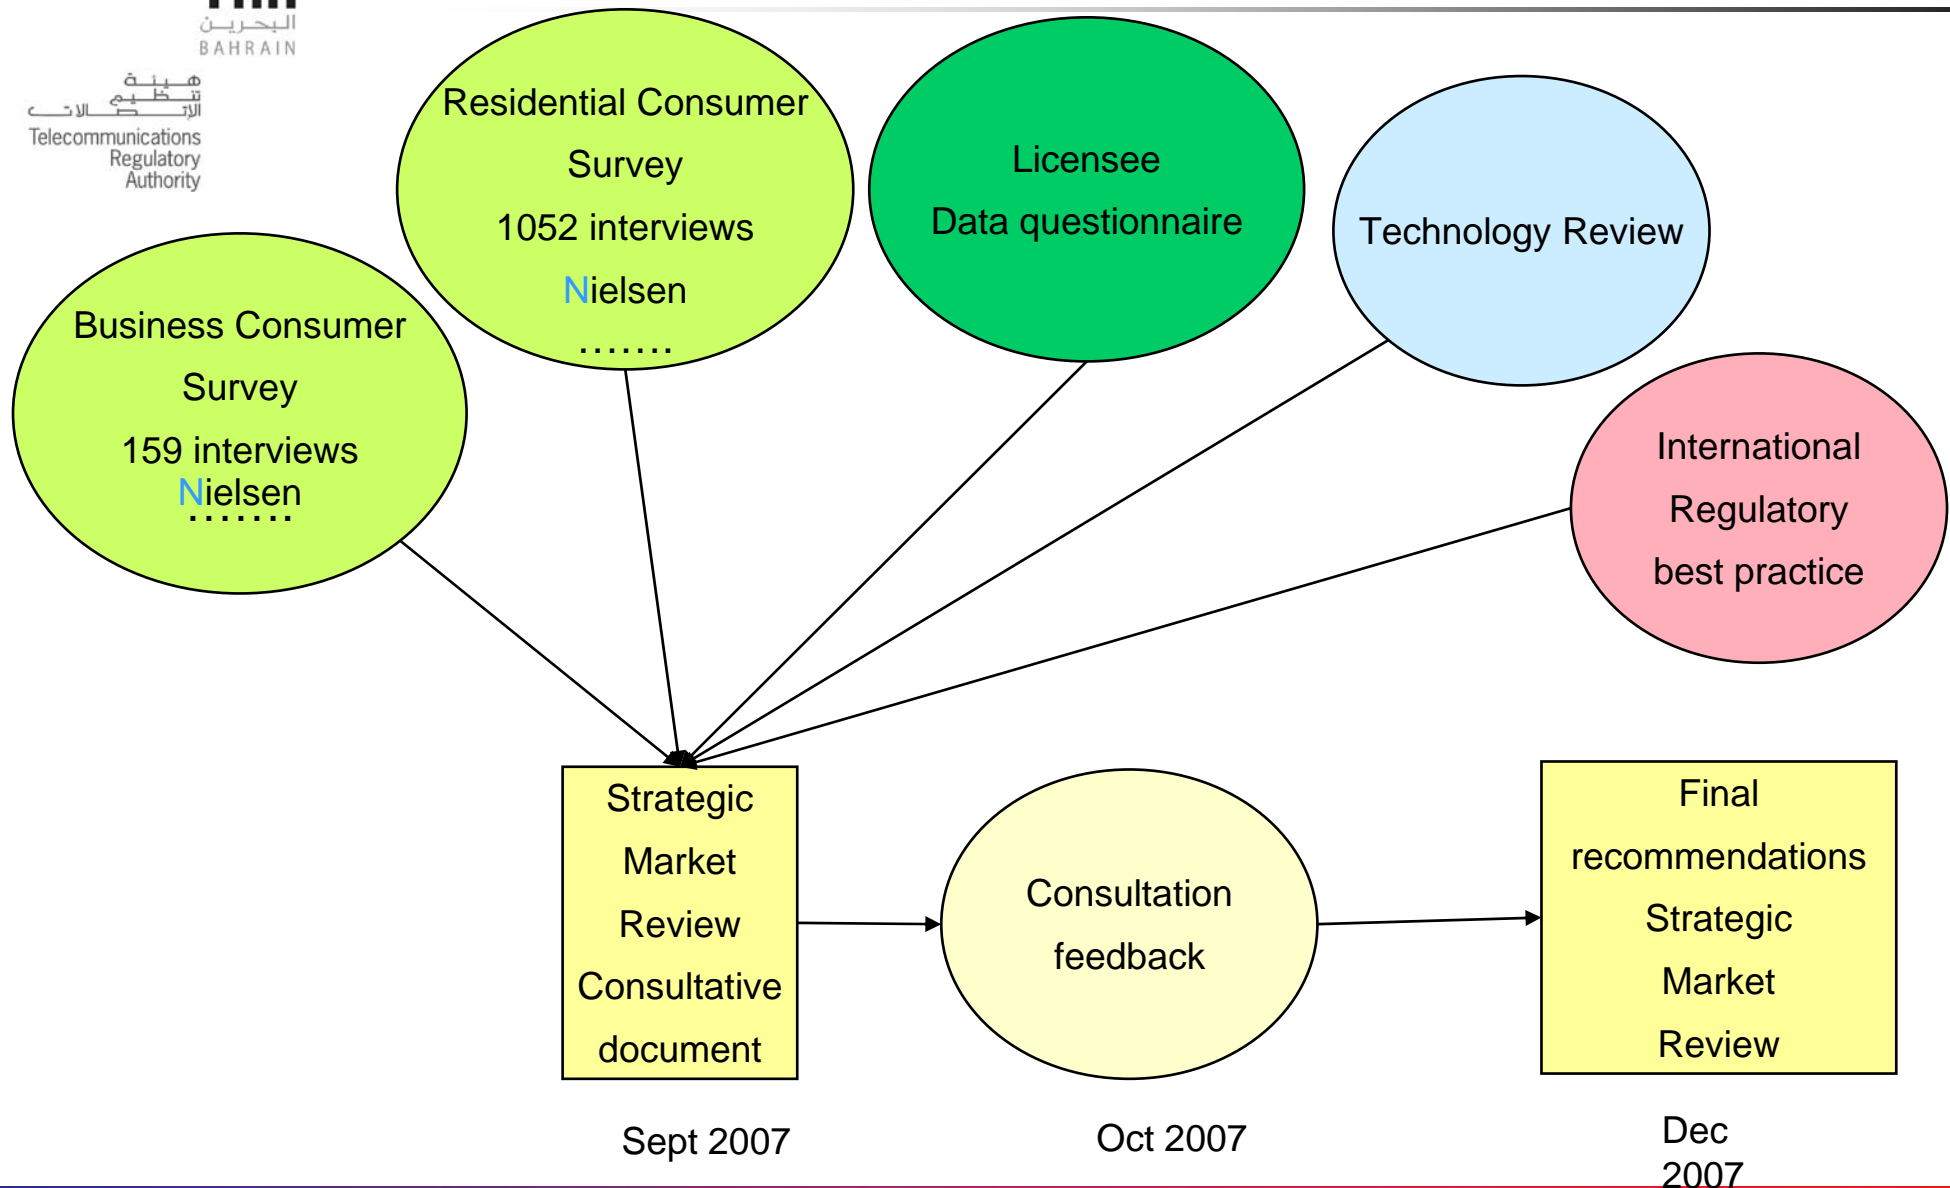 البحرين
BAHRAIN
هيئة
تنظيم
الاتصالات
Telecommunications
Regulatory
Authority
Residential Consumer
Survey
1052 interviews
Nielsen
.......
Licensee
Data questionnaire
Technology Review
Business Consumer
Survey
159 interviews
Nielsen
.......
International
Regulatory
best practice
Strategic
Market
Review
Consultative
document
Consultation
feedback
Final
recommendations
Strategic
Market
Review
Sept 2007
Oct 2007
Dec
2007